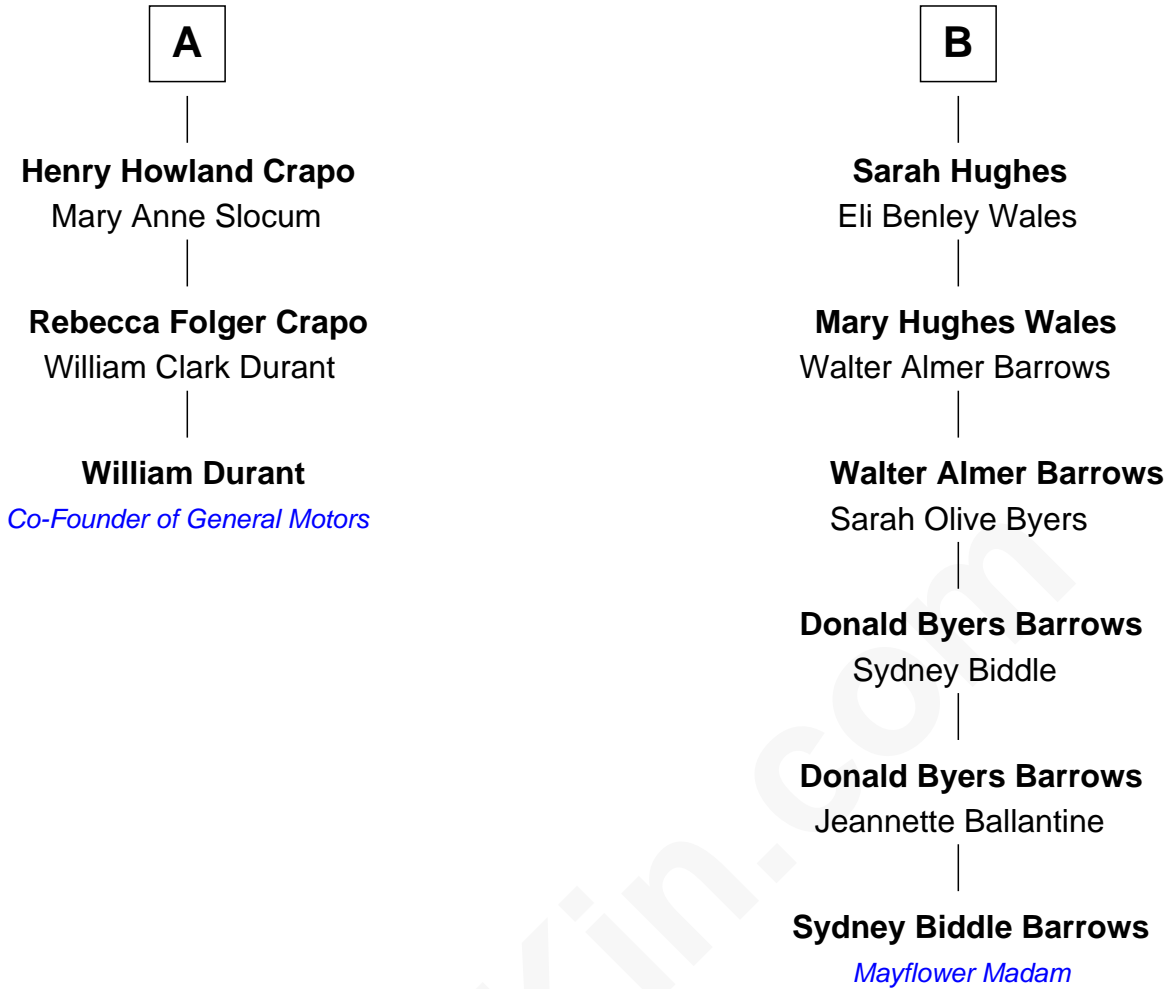 A
Henry Howland Crapo
Mary Anne Slocum
Rebecca Folger Crapo
William Clark Durant
William Durant
Co-Founder of General Motors
B
Sarah Hughes
Eli Benley Wales
Mary Hughes Wales
Walter Almer Barrows
Walter Almer Barrows
Sarah Olive Byers
Donald Byers Barrows
Sydney Biddle
Donald Byers Barrows
Jeannette Ballantine
Sydney Biddle Barrows
Mayflower Madam